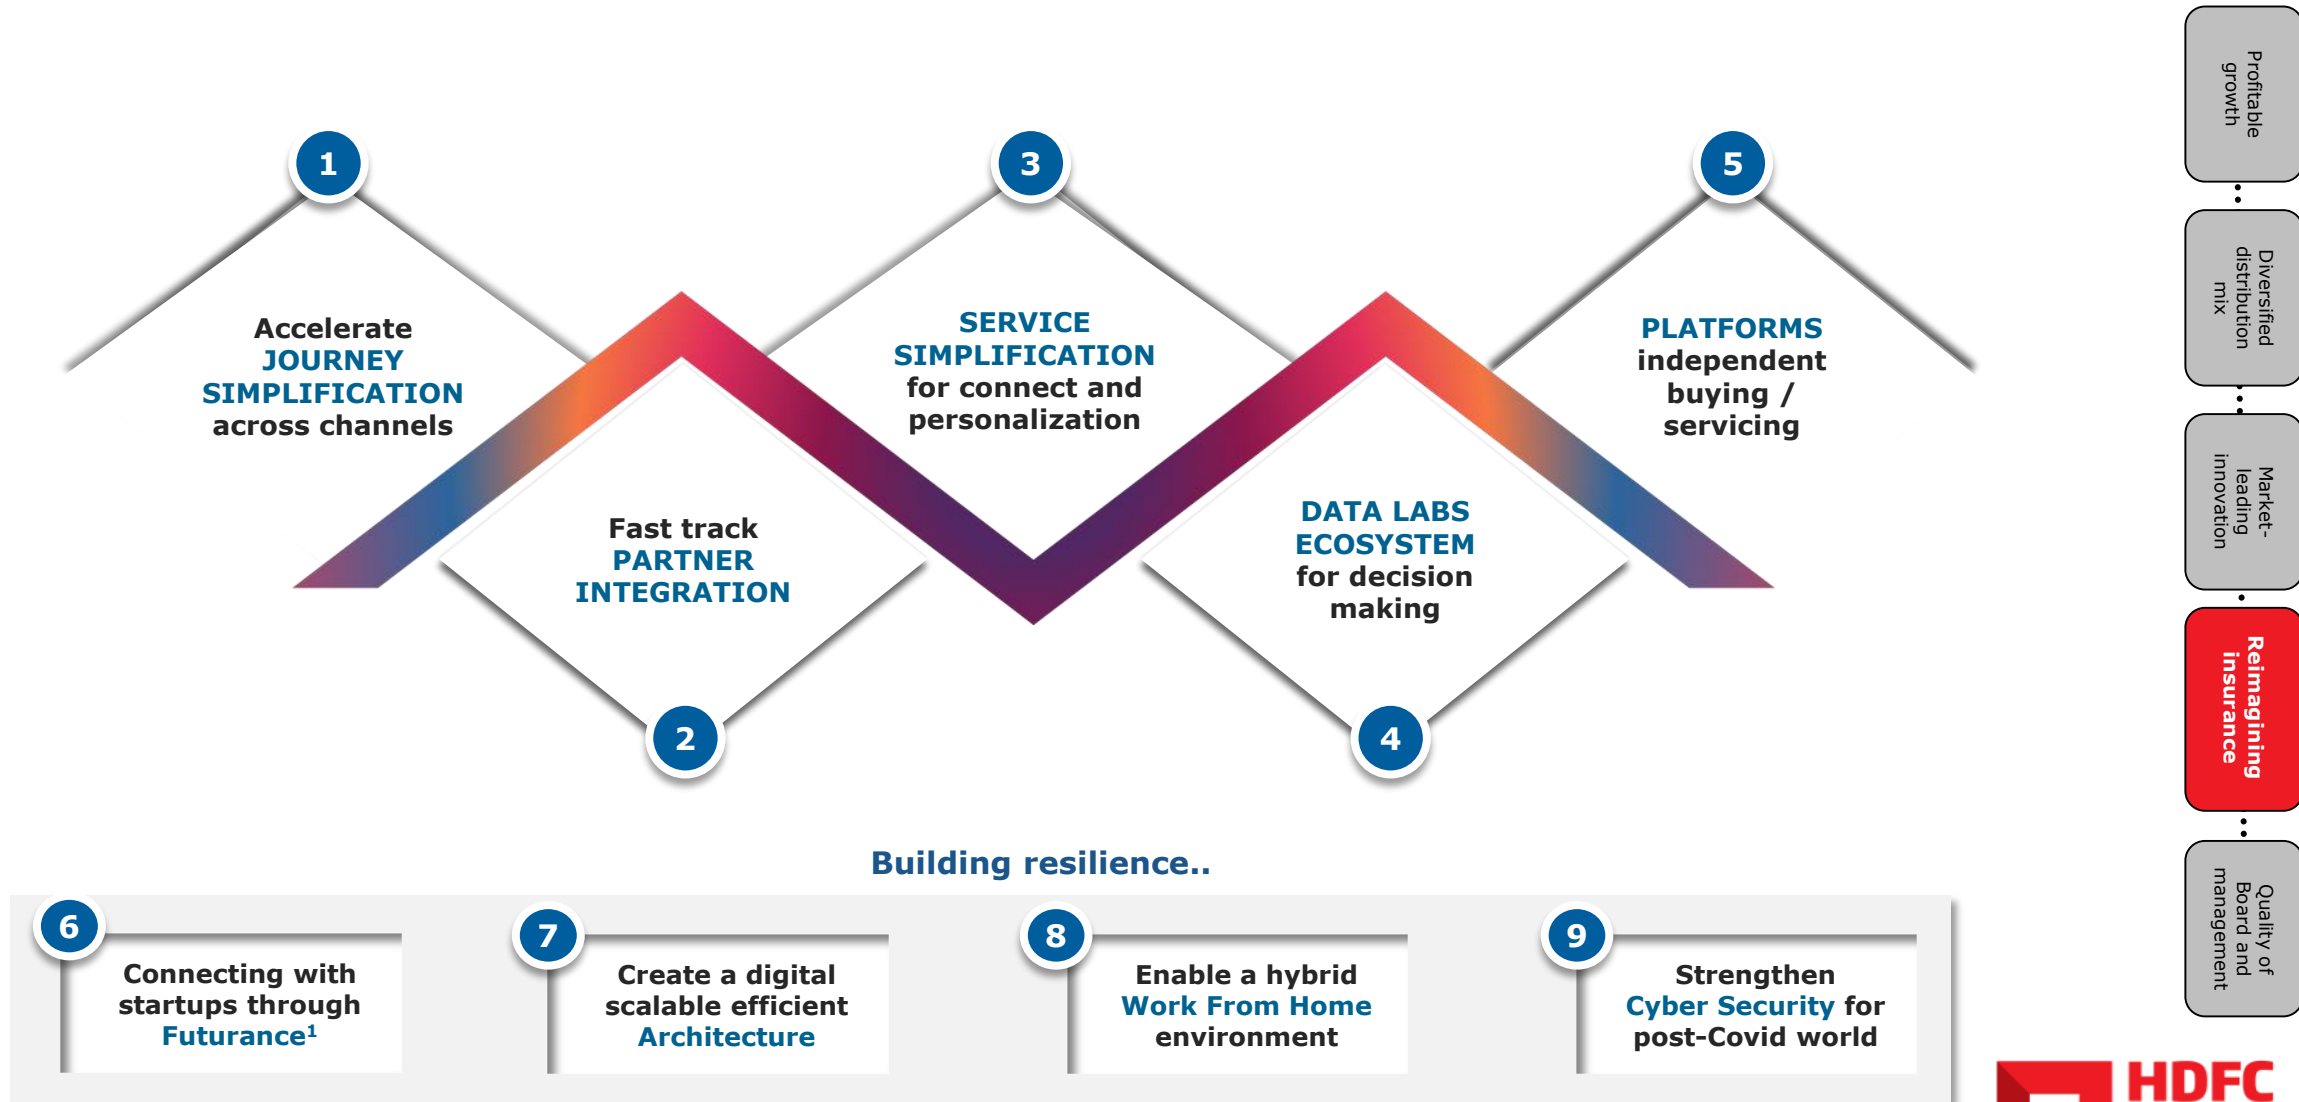 1
Accelerate
JOURNEY
SIMPLIFICATION
across channels
2
Fast track
PARTNER
INTEGRATION
3
SERVICE
SIMPLIFICATION
for connect and
personalization
4
DATA LABS
ECOSYSTEM
for decision
making
5
PLATFORMS
independent
buying /
servicing
Building resilience..
6
Connecting with
startups through
Futurance¹
7
Create a digital
scalable efficient
Architecture
8
Enable a hybrid
Work From Home
environment
9
Strengthen
Cyber Security for
post-Covid world
Profitable
growth
Diversified
distribution
mix
Market-
leading
innovation
Reimagining
insurance
Quality of
Board and
management
HDFC